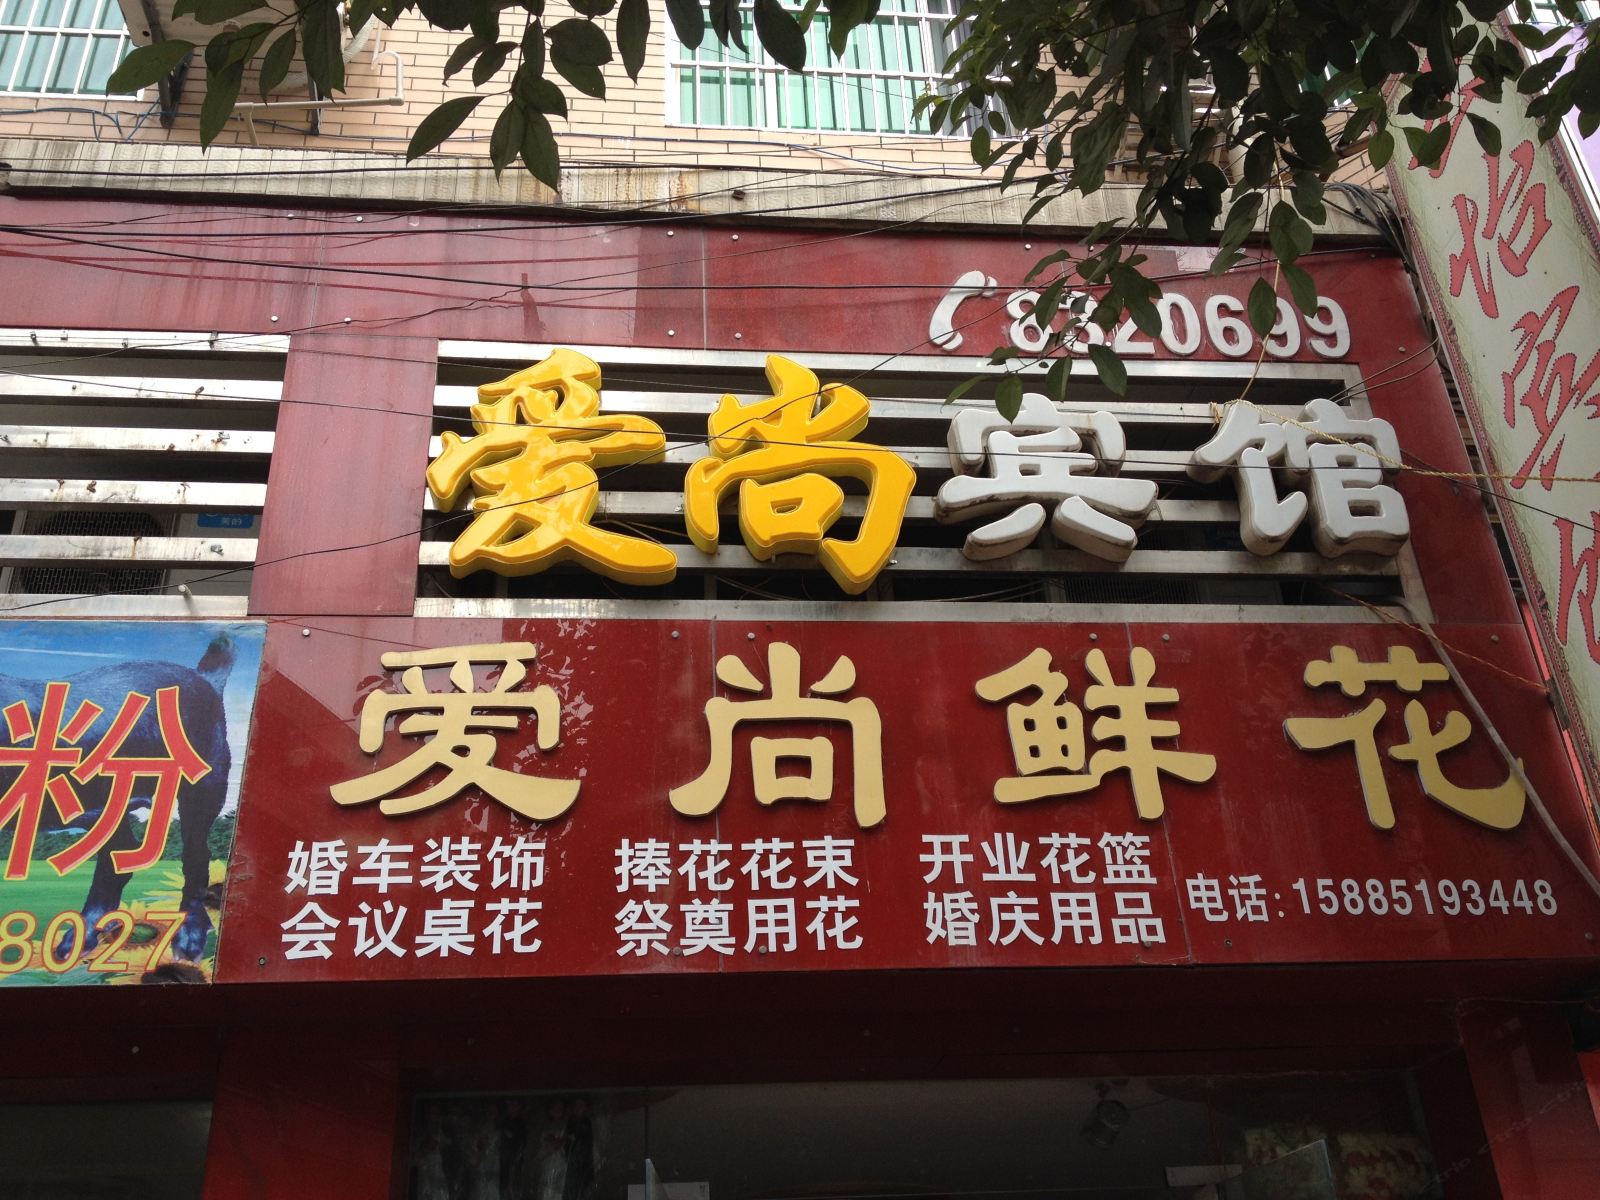 8320699
爱尚宾馆
美的
爱尚鲜花
婚车装饰 捧花花束 开业花篮
会议桌花 祭奠用花 婚庆用品
电话:15885193448
粉
8027